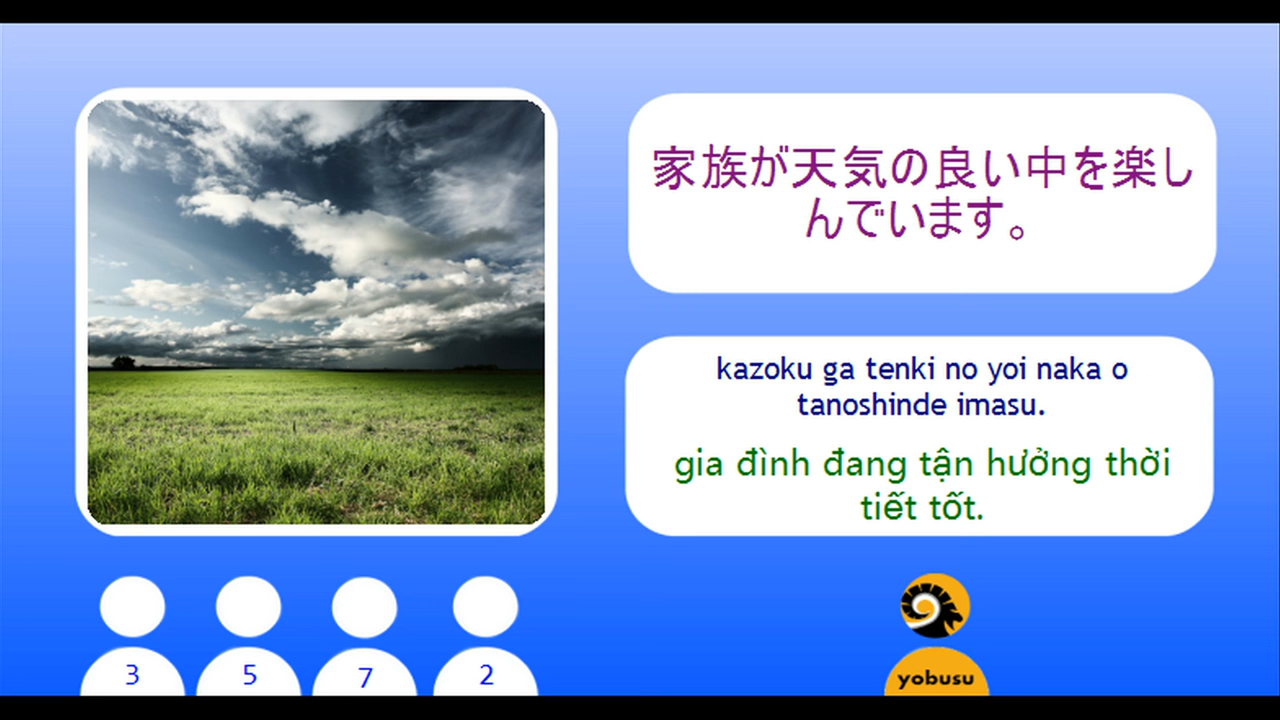 家族が天気の良い中を楽し
んでいます。
kazoku ga tenki no yoi naka o
tanoshinde imasu.
gia đình đang tận hưởng thời
tiết tốt.
3
5
7
2
yobusu